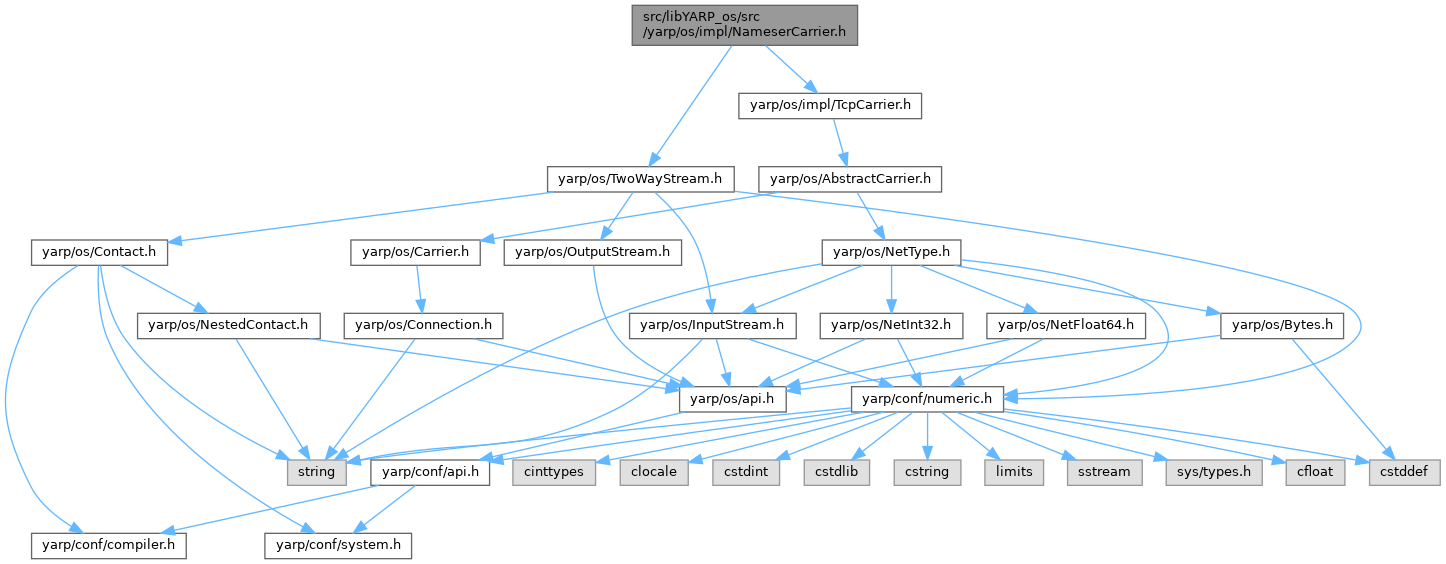 src/libYARP_os/src
/yarp/os/impl/NameserCarrier.h
yarp/os/impl/TcpCarrier.h
yarp/os/TwoWayStream.h
yarp/os/AbstractCarrier.h
yarp/os/Contact.h
yarp/os/Carrier.h
yarp/os/OutputStream.h
yarp/os/NetType.h
yarp/os/NestedContact.h
yarp/os/Connection.h
yarp/os/InputStream.h
yarp/os/NetInt32.h
yarp/os/NetFloat64.h
yarp/os/Bytes.h
yarp/os/api.h
yarp/conf/numeric.h
string
yarp/conf/api.h
cinttypes
clocale
cstdint
cstdlib
cstring
limits
sstream
sys/types.h
cfloat
cstddef
yarp/conf/compiler.h
yarp/conf/system.h